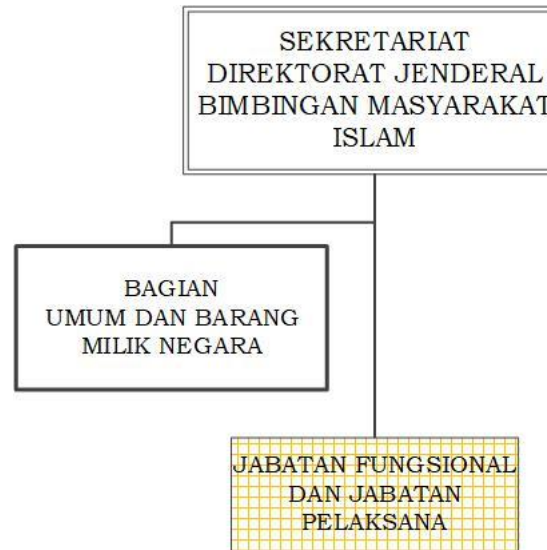 SEKRETARIAT
DIREKTORAT JENDERAL
BIMBINGAN MASYARAKAT
ISLAM
BAGIAN
UMUM DAN BARANG
MILIK NEGARA
JABATAN FUNGSIONAL
DAN JABATAN
PELAKSANA